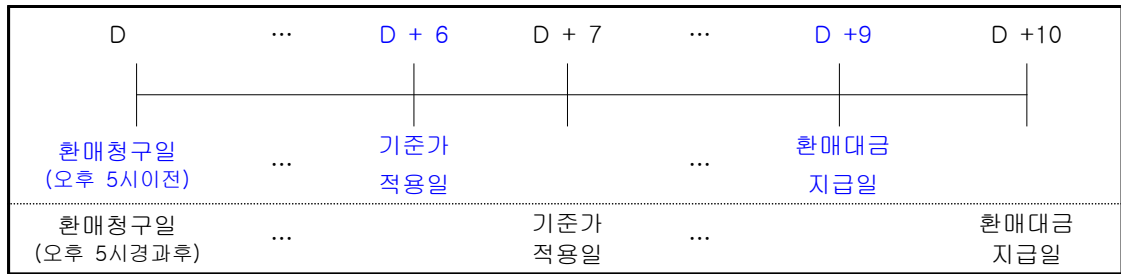 D ... D + 6 D + 7 ... D +9 D +10
환매청구일 ... 기준가 ... 환매대금
(오후 5시이전) 적용일 지급일
환매청구일 ... 기준가 ... 환매대금
(오후 5시경과후) 적용일 지급일